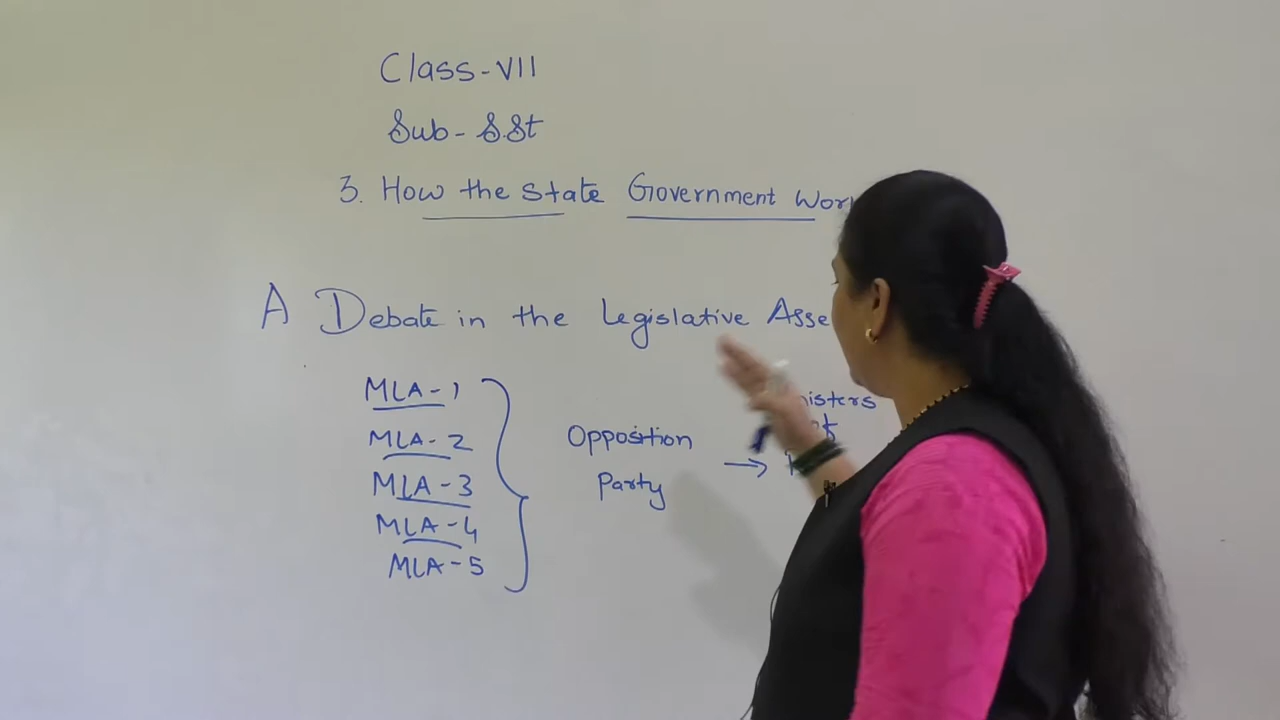 Class-VII
Sub- S.St
3. How the State Government Wor
A Debate in the Legislative Asse
MLA-1
MLA-2
MLA-3
MLA-4
MLA-5
Opposition
Party
→
nisters